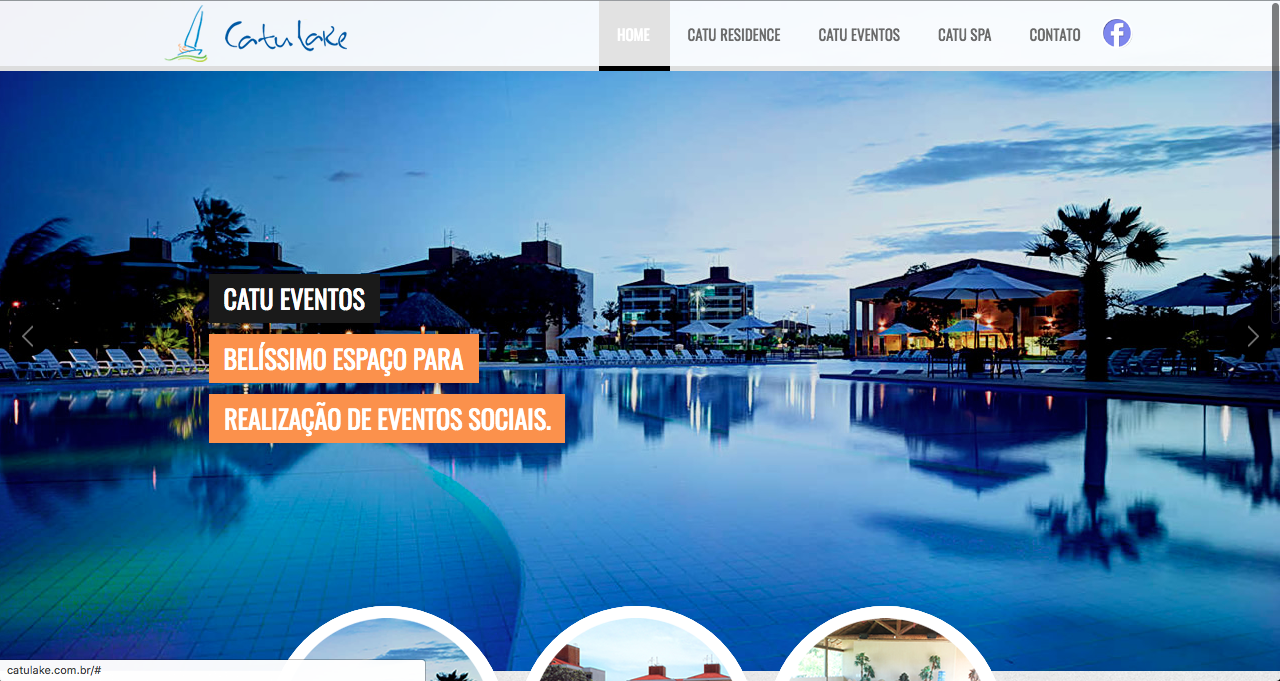 Catu Lake
HOME
CATU RESIDENCE
CATU EVENTOS
CATU SPA
CONTATO
f
CATU EVENTOS
BELÍSSIMO ESPAÇO PARA
REALIZAÇÃO DE EVENTOS SOCIAIS.
catulake.com.br/#